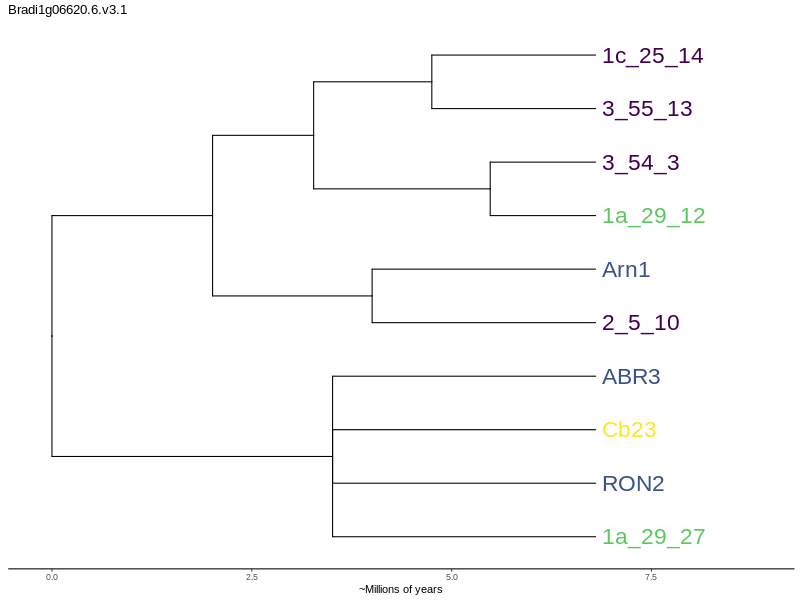 Bradi1g06620.6.v3.1
1c_25_14
3_55_13
3_54_3
1a_29_12
Arn1
2_5_10
ABR3
Cb23
RON2
1a_29_27
0.0 2.5 5.0 7.5
~Millions of years